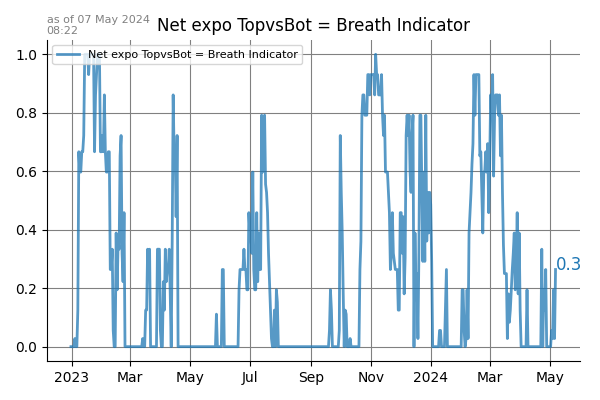 as of 07 May 2024
08:22
Net expo TopvsBot = Breath Indicator
Net expo TopvsBot = Breath Indicator
1.0
0.8
0.6
0.4
0.2
0.0
0.3
2023 Mar May Jul Sep Nov 2024 Mar May